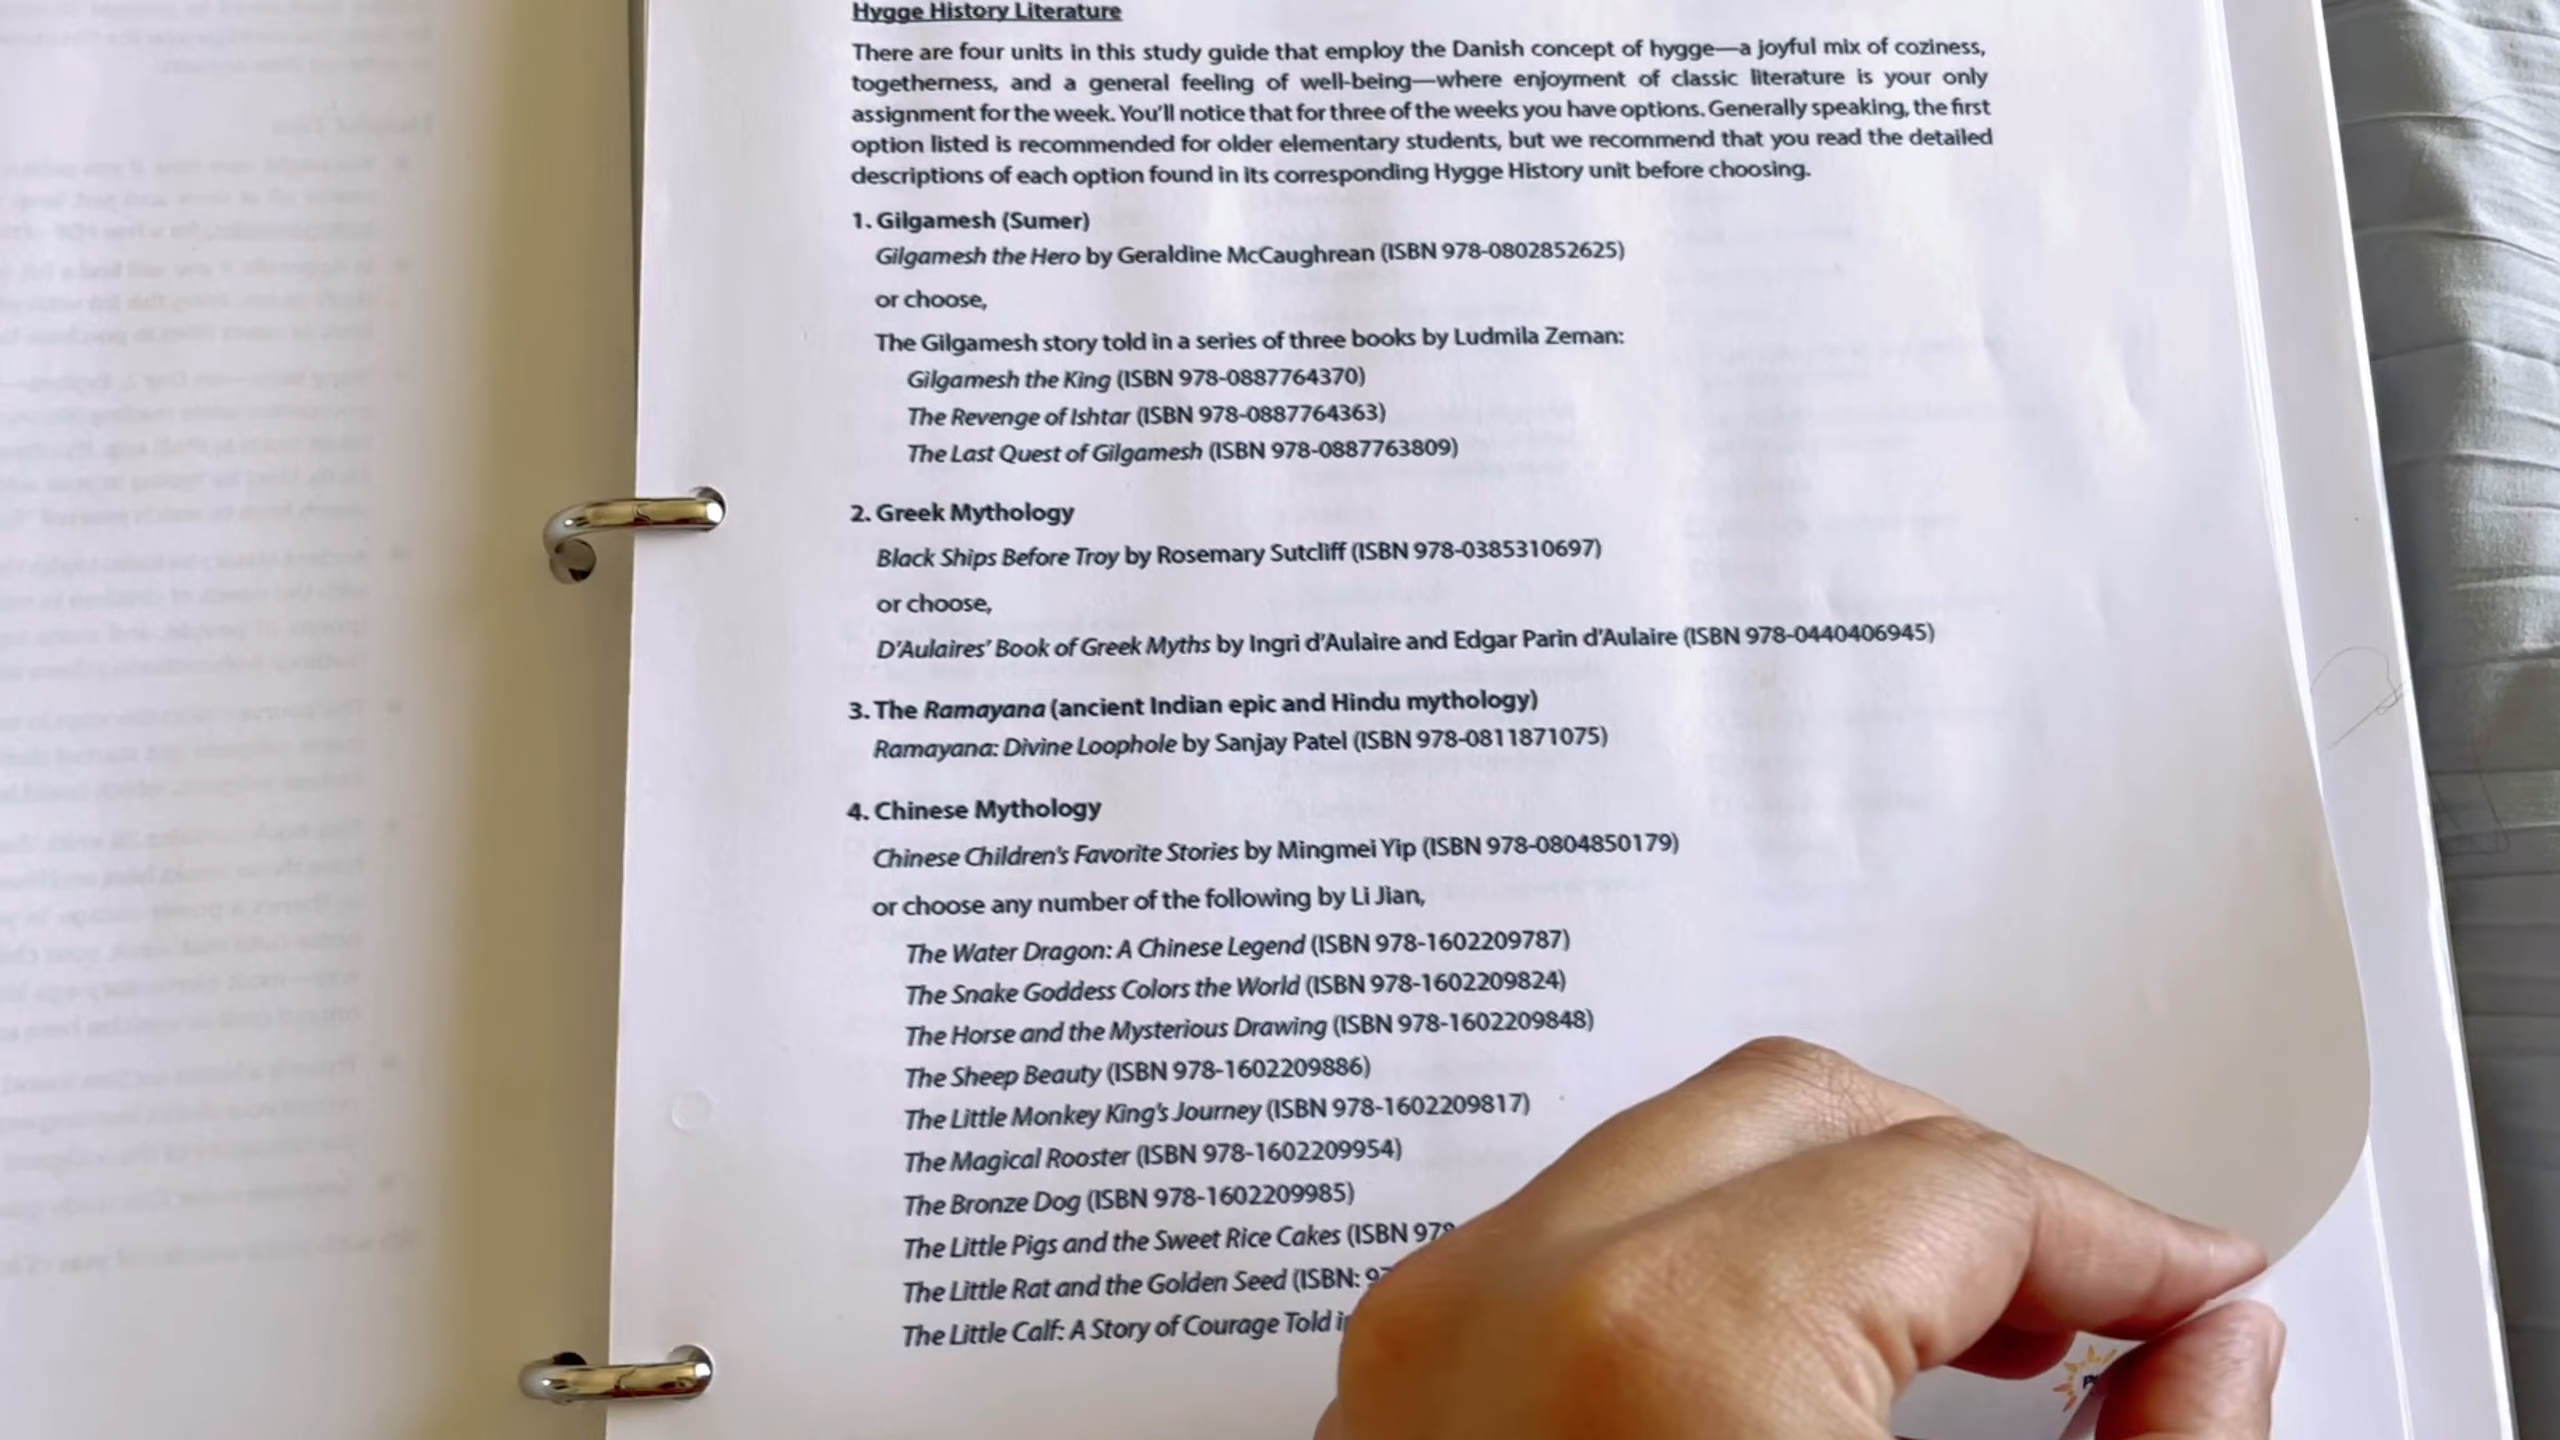 Hygge History Literature
There are four units in this study guide that employ the Danish concept of hygge—a joyful mix of coziness,
togetherness, and a general feeling of well-being—where enjoyment of classic literature is your only
assignment for the week. You'll notice that for three of the weeks you have options. Generally speaking, the first
option listed is recommended for older elementary students, but we recommend that you read the detailed
descriptions of each option found in its corresponding Hygge History unit before choosing.
1. Gilgamesh (Sumer)
Gilgamesh the Hero by Geraldine McCaughrean (ISBN 978-0802852625)
or choose,
The Gilgamesh story told in a series of three books by Ludmila Zeman:
Gilgamesh the King (ISBN 978-0887764370)
The Revenge of Ishtar (ISBN 978-0887764363)
The Last Quest of Gilgamesh (ISBN 978-0887763809)
2. Greek Mythology
Black Ships Before Troy by Rosemary Sutcliff (ISBN 978-0385310697)
or choose,
D'Aulaires' Book of Greek Myths by Ingri d'Aulaire and Edgar Parin d'Aulaire (ISBN 978-0440406945)
3. The Ramayana (ancient Indian epic and Hindu mythology)
Ramayana: Divine Loophole by Sanjay Patel (ISBN 978-0811871075)
4. Chinese Mythology
Chinese Children's Favorite Stories by Mingmei Yip (ISBN 978-0804850179)
or choose any number of the following by Li Jian,
The Water Dragon: A Chinese Legend (ISBN 978-1602209787)
The Snake Goddess Colors the World (ISBN 978-1602209824)
The Horse and the Mysterious Drawing (ISBN 978-1602209848)
The Sheep Beauty (ISBN 978-1602209886)
The Little Monkey King's Journey (ISBN 978-1602209817)
The Magical Rooster (ISBN 978-1602209954)
The Bronze Dog (ISBN 978-1602209985)
The Little Pigs and the Sweet Rice Cakes (ISBN 978
The Little Rat and the Golden Seed (ISBN: 97
The Little Calf: A Story of Courage Told